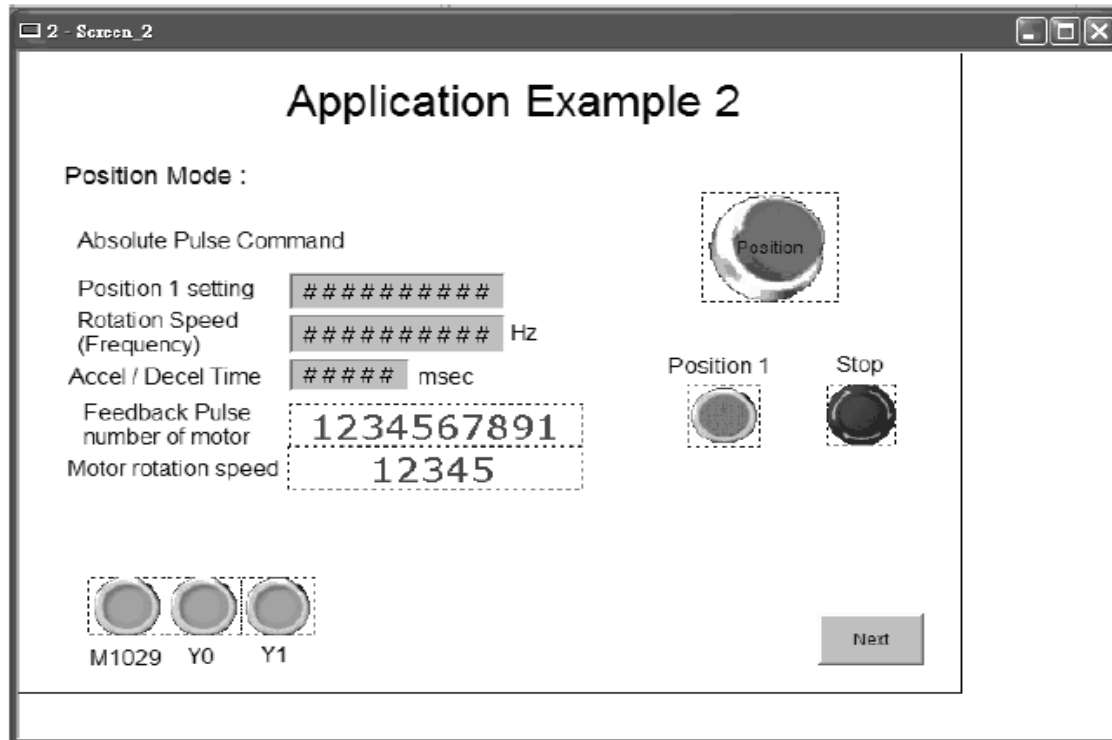 2 - Screen_2
Application Example 2
Position Mode :
Absolute Pulse Command
Position 1 setting ##########
Rotation Speed
(Frequency) ########## Hz
Accel / Decel Time ##### msec
Feedback Pulse
number of motor 1234567891
Motor rotation speed 12345
Position
Position 1 Stop
M1029 Y0 Y1
Next